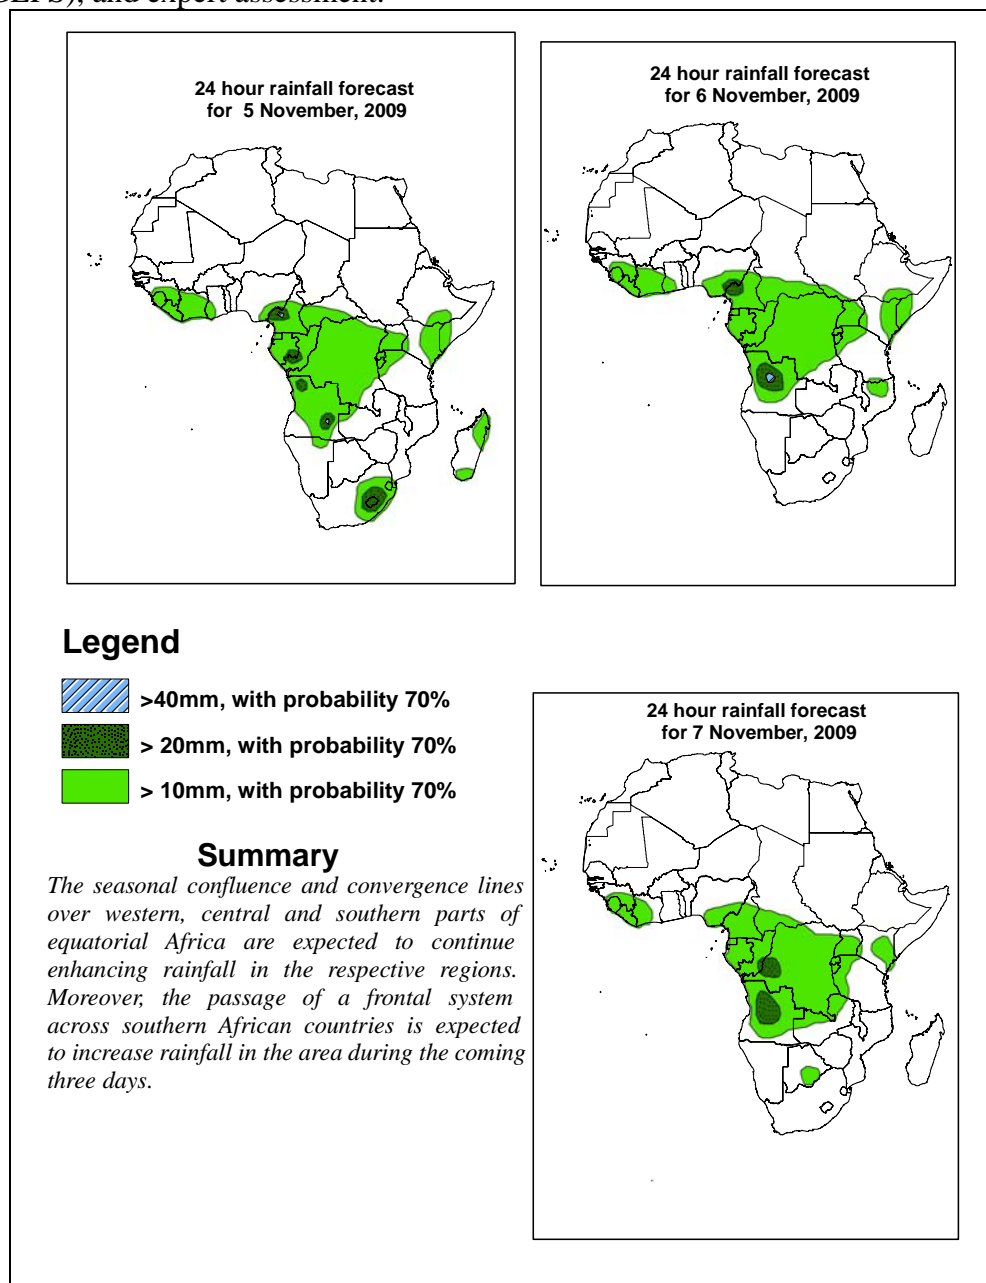 and expert assessment.
24 hour rainfall forecast
for 5 November, 2009
24 hour rainfall forecast
for 6 November, 2009
Legend
>40mm, with probability 70%
> 20mm, with probability 70%
> 10mm, with probability 70%
24 hour rainfall forecast
for 7 November, 2009
Summary
The seasonal confluence and convergence lines
over western, central and southern parts of
equatorial Africa are expected to continue
enhancing rainfall in the respective regions.
Moreover, the passage of a frontal system
across southern African countries is expected
to increase rainfall in the area during the coming
three days.